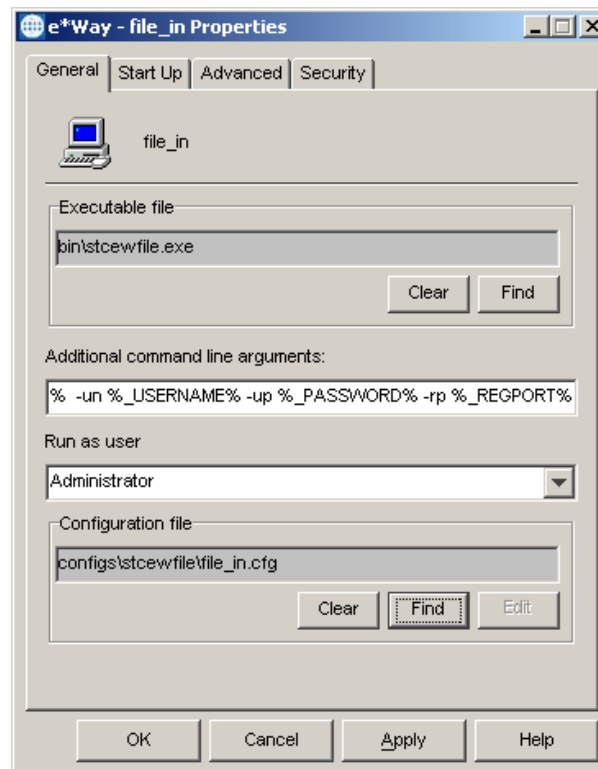 e*Way - file_in Properties
General Start Up Advanced Security
file_in
Executable file
bin\stcewfile.exe
Clear Find
Additional command line arguments:
% -un %_USERNAME% -up %_PASSWORD% -rp %_REGPORT%
Run as user
Administrator
Configuration file
configs\stcewfile\file_in.cfg
Clear Find Edit
OK Cancel Apply Help